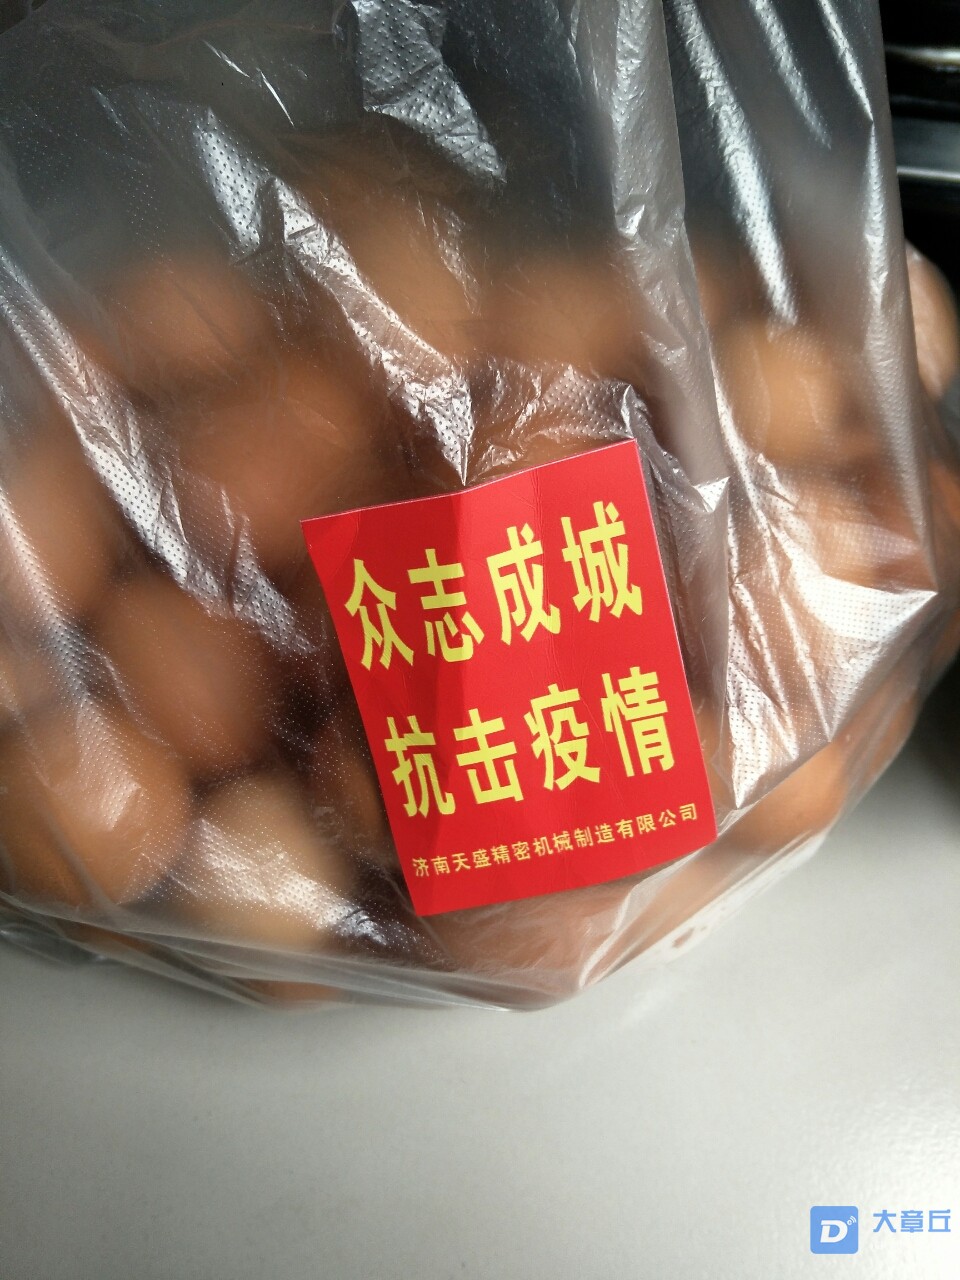 众志成城
抗击疫情
济南天盛精密机械制造有限公司
D
大章丘